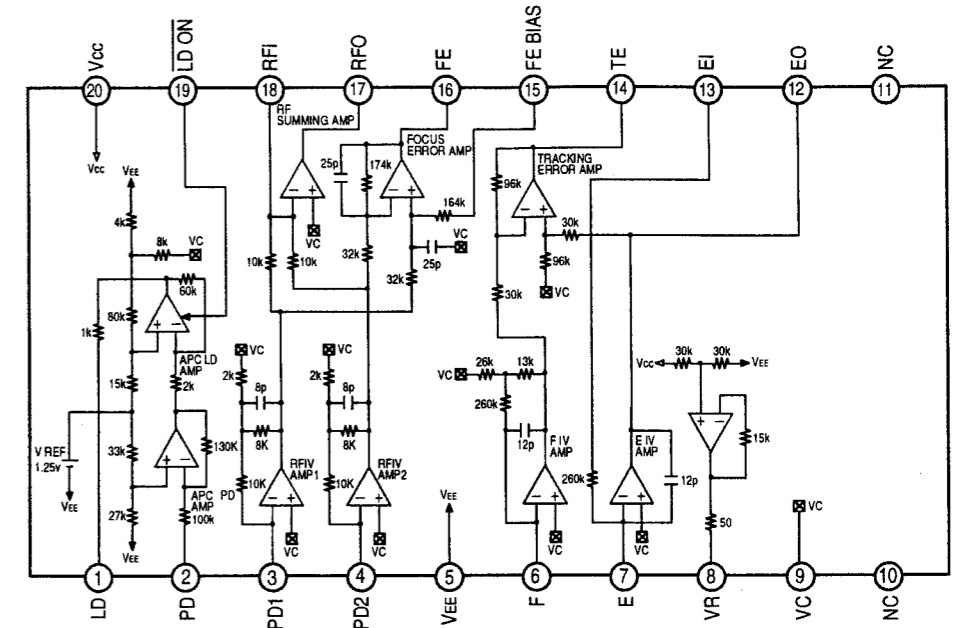 Vcc
LD ON
RFI
RFO
FE
FE BIAS
TE
EI
EO
NC
20
19
18
17
16
15
14
13
12
11
RF
SUMMING AMP
FOCUS
ERROR AMP
TRACKING
ERROR AMP
Vcc
VEE
25p
174k
96k
4k
164k
30k
8k
VC
VC
VC
10k
10k
32k
25p
96k
60k
32k
30k
VC
1k
80k
APC LD
AMP
VC
VC
26k
13k
30k
30k
Vcc
VEE
15k
2k
2k
8p
2k
8p
VC
260k
V REF
1.25v
33k
130K
8K
8K
12p
F IV
AMP
E IV
AMP
15k
VEE
27k
APC
AMP
100k
PD
10K
RFIV
AMP1
10K
RFIV
AMP2
VEE
260k
12p
50
VC
VEE
VC
VC
VC
VC
1
2
3
4
5
6
7
8
9
10
LD
PD
PD1
PD2
VEE
F
E
VR
VC
NC